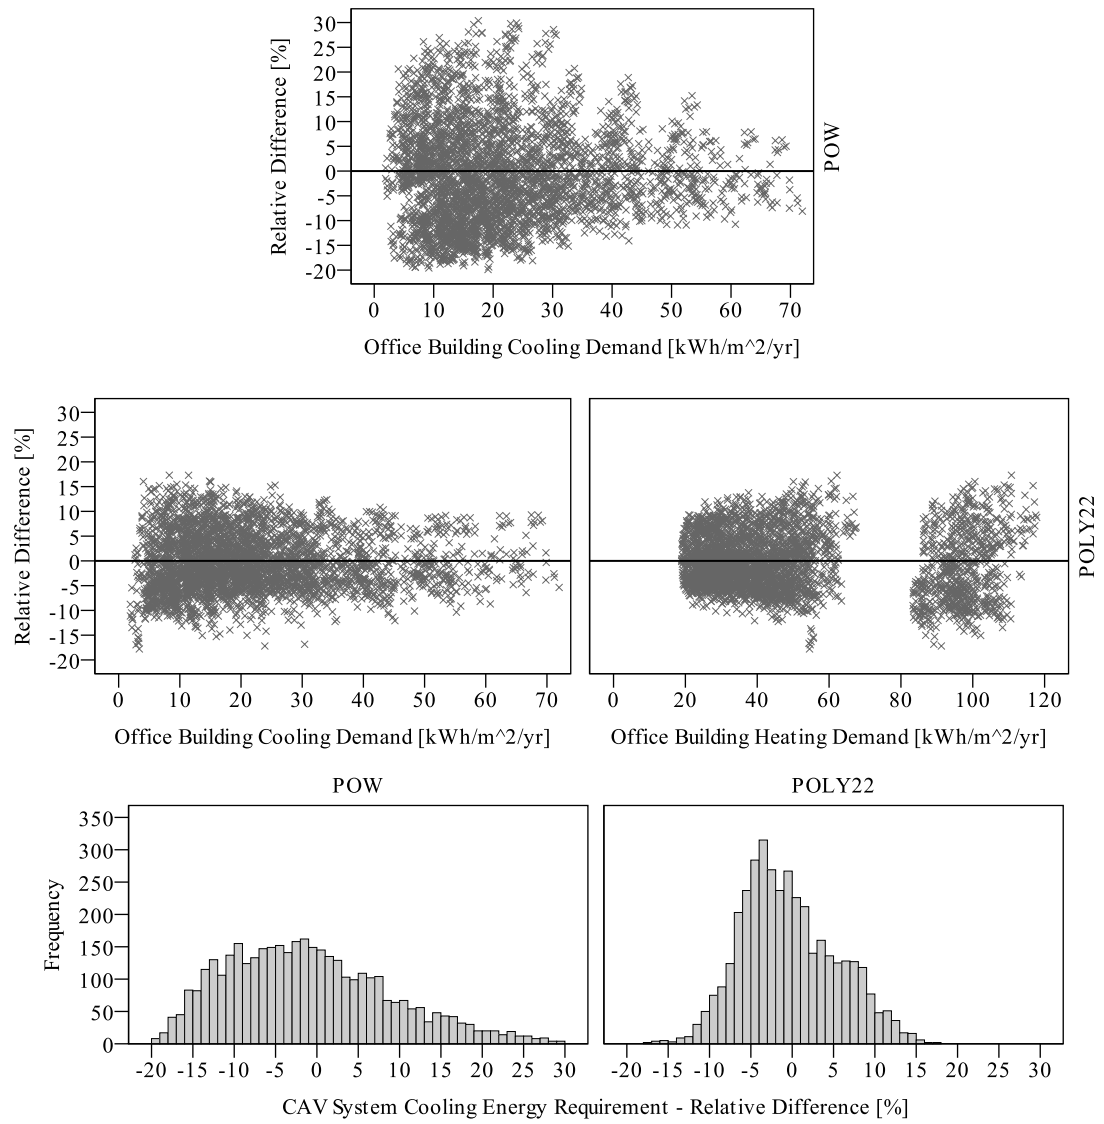 30
25
20
15
10
5
0
-5
-10
-15
-20
Relative Difference [%]
POW
0 10 20 30 40 50 60 70
Office Building Cooling Demand [kWh/m^2/yr]
30
25
20
15
10
5
0
-5
-10
-15
-20
Relative Difference [%]
POLY22
0 10 20 30 40 50 60 70
0 20 40 60 80 100 120
Office Building Cooling Demand [kWh/m^2/yr]
Office Building Heating Demand [kWh/m^2/yr]
POW
POLY22
350
300
250
200
150
100
50
0
Frequency
-20 -15 -10 -5 0 5 10 15 20 25 30
-20 -15 -10 -5 0 5 10 15 20 25 30
CAV System Cooling Energy Requirement - Relative Difference [%]